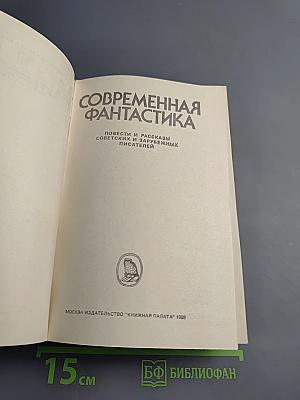 СОВРЕМЕННАЯ
ФАНТАСТИКА
ПОВЕСТИ И РАССКАЗЫ
СОВЕТСКИХ И ЗАРУБЕЖНЫХ
ПИСАТЕЛЕЙ
МОСКВА ИЗДАТЕЛЬСТВО "КНИЖНАЯ ПАЛАТА" 1988
15 см
БФ БИБЛИОФАН